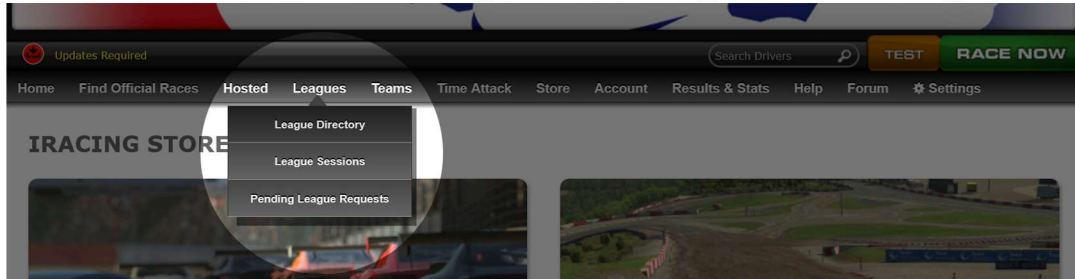 Updates Required
Search Drivers
TEST
RACE NOW
Home Find Official Races Hosted Leagues Teams Time Attack Store Account Results & Stats Help Forum Settings
League Directory
IRACING STORE
League Sessions
Pending League Requests